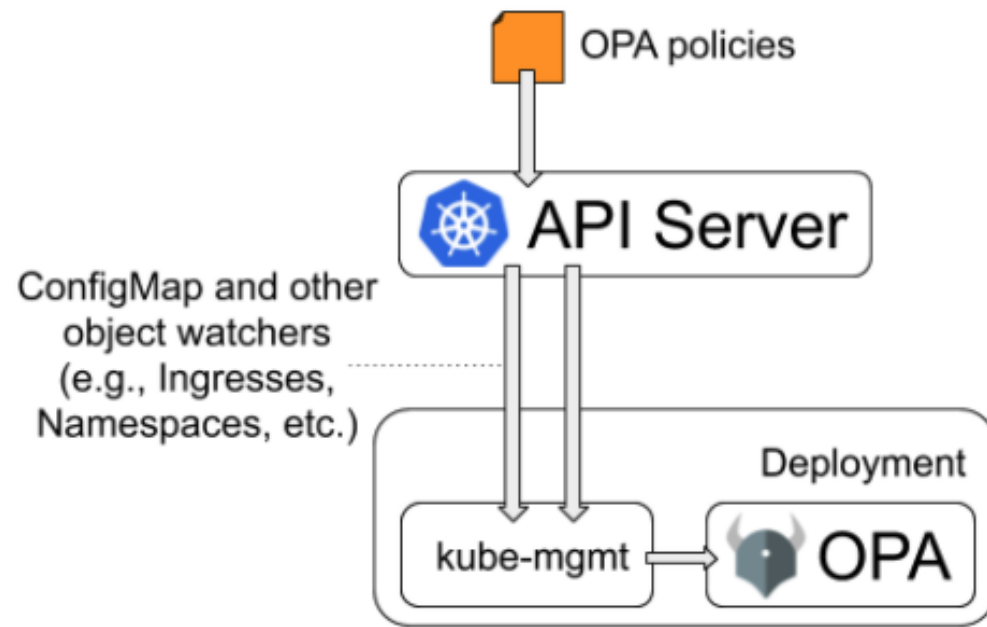 OPA policies
API Server
ConfigMap and other
object watchers
(e.g., Ingresses,
Namespaces, etc.)
Deployment
kube-mgmt
OPA